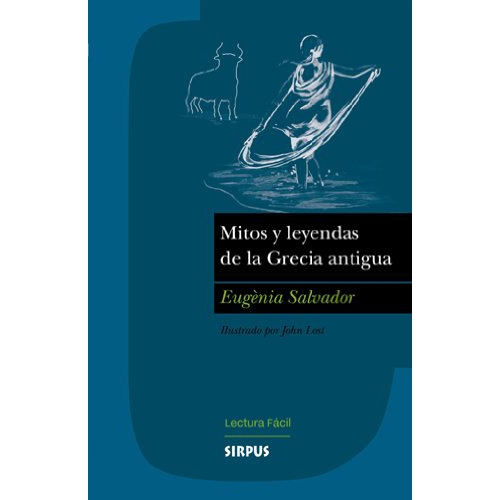 Mitos y leyendas
de la Grecia antigua
Eugènia Salvador
Ilustrado por John Lost
Lectura Fácil
SIRPUS